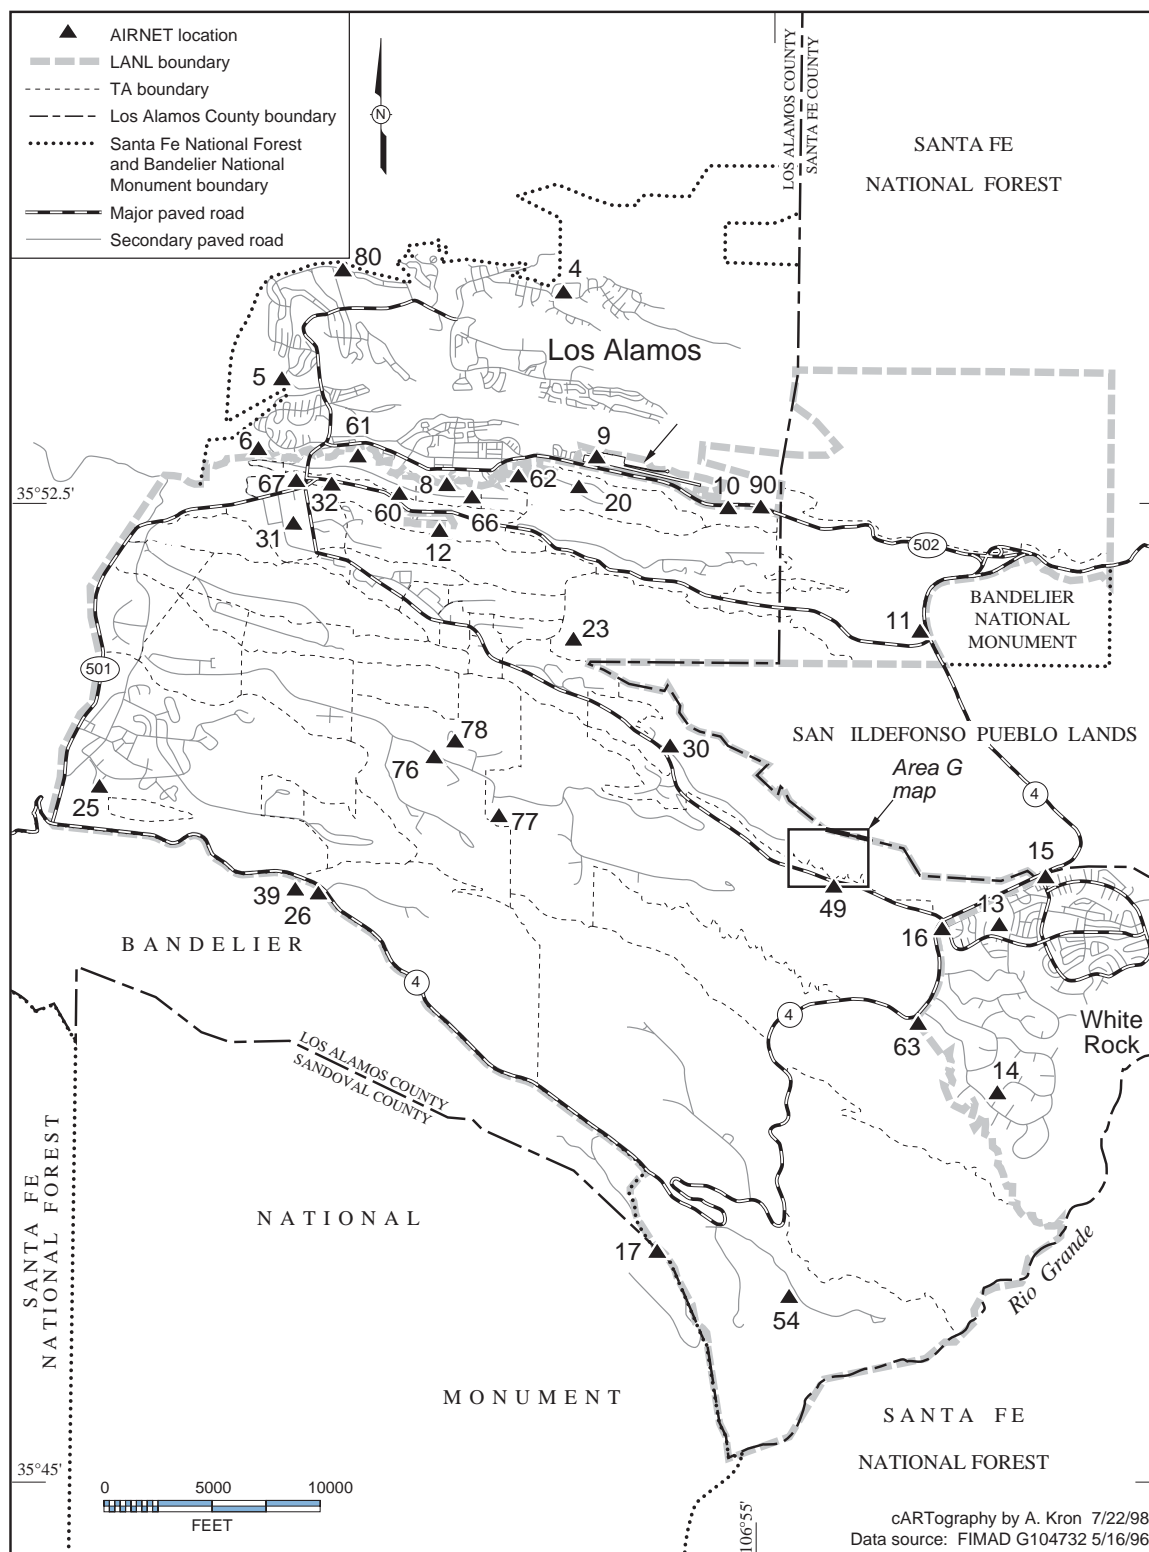 AIRNET location
LANL boundary
TA boundary
Los Alamos County boundary
Santa Fe National Forest
and Bandelier National
Monument boundary
Major paved road
Secondary paved road
N
LOS ALAMOS COUNTY
SANTA FE COUNTY
SANTA FE
NATIONAL FOREST
80
4
Los Alamos
5
61
9
6
67
32
8
62
20
10
90
35°52.5'
60
66
31
12
502
BANDELIER
NATIONAL
MONUMENT
11
23
501
78
30
SAN ILDEFONSO PUEBLO LANDS
76
Area G
map
4
25
77
15
39
26
49
13
16
BANDELIER
4
4
63
White
Rock
14
LOS ALAMOS COUNTY
SANDOVAL COUNTY
SANTA FE
NATIONAL FOREST
NATIONAL
17
Rio Grande
54
MONUMENT
SANTA FE
NATIONAL FOREST
35°45'
0 5000 10000
FEET
106°55'
cARTography by A. Kron 7/22/98
Data source: FIMAD G104732 5/16/96